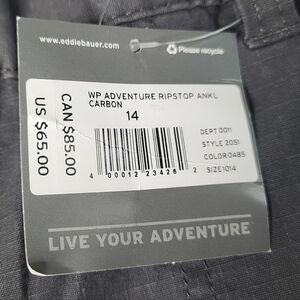 www.eddiebauer.com
Please recycle
WP ADVENTURE RIPSTOP ANKL
CARBON
14
CAN $85.00
US $65.00
DEPT 0011
STYLE 2051
COLOR 0485
SIZE 1014
4 00012 23426 2
LIVE YOUR ADVENTURE